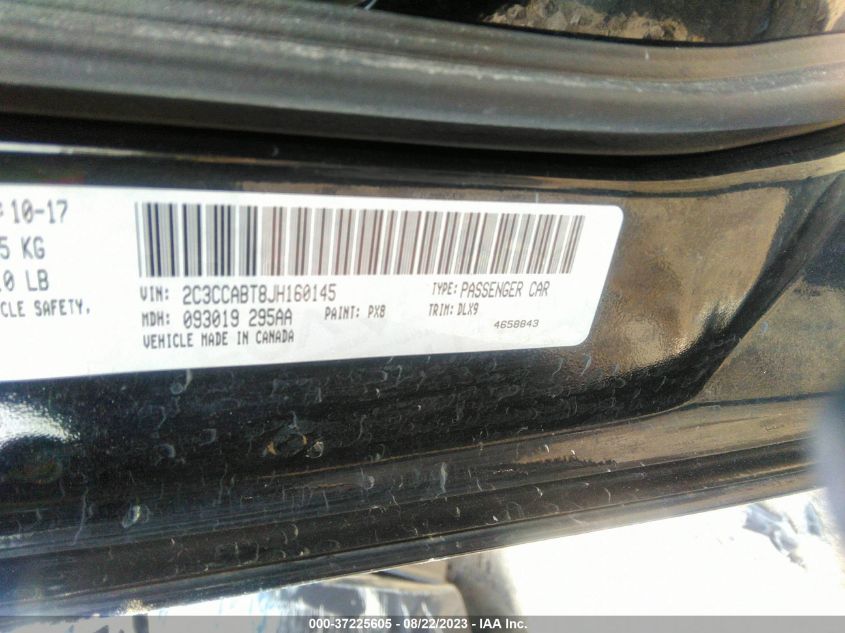 10-17
5 KG
0 LB
CLE SAFETY,
VIN: 2C3CCABT8JH160145 TYPE: PASSENGER CAR
MDH: 093019 295AA PAINT: PX8 TRIM: DLX9
VEHICLE MADE IN CANADA 4658843
000-37225605 - 08/22/2023 - IAA Inc.